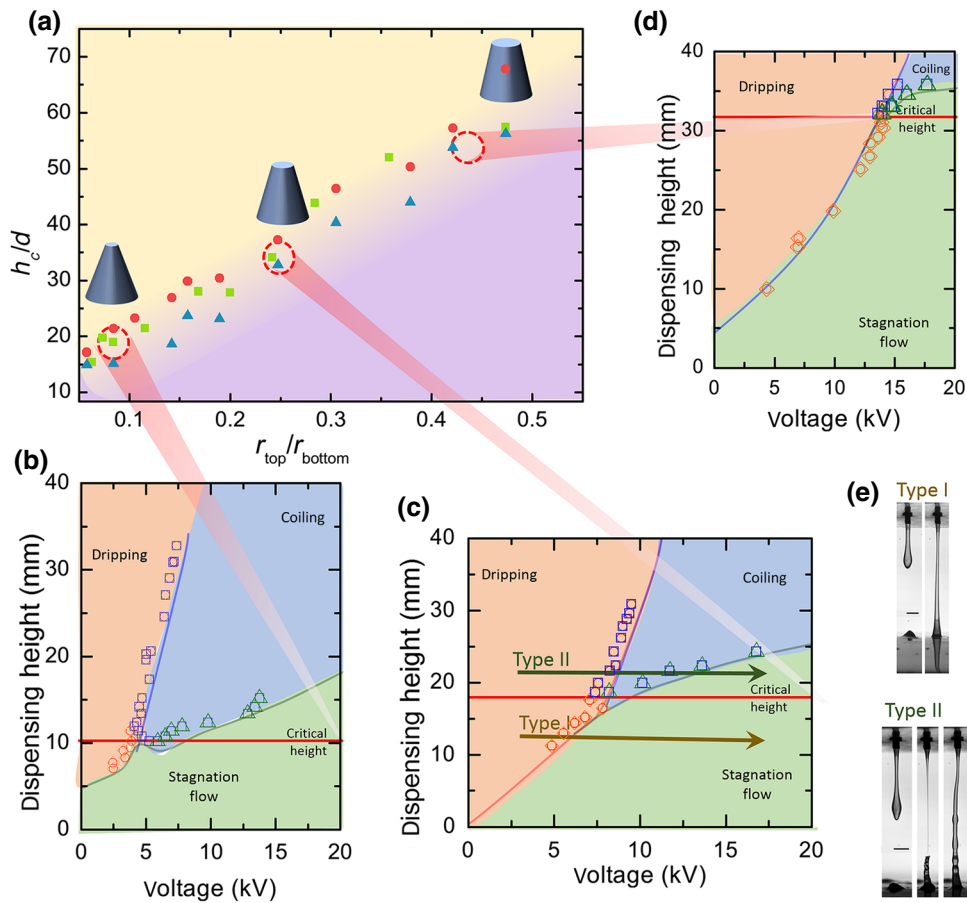 (a)
70
60
50
40
30
20
10
h_c/d
0.1 0.2 0.3 0.4 0.5
r_top/r_bottom
(d)
40
30
20
10
0
Dispensing height (mm)
Dripping
Coiling
Critical
height
Stagnation
flow
0 5 10 15 20
Voltage (kV)
(b)
40
30
20
10
0
Dispensing height (mm)
Dripping
Coiling
Critical
height
Stagnation
flow
0 5 10 15 20
Voltage (kV)
(c)
40
30
20
10
0
Dispensing height (mm)
Dripping
Coiling
Type II
Critical
height
Type I
Stagnation
flow
0 5 10 15 20
Voltage (kV)
(e)
Type I
Type II